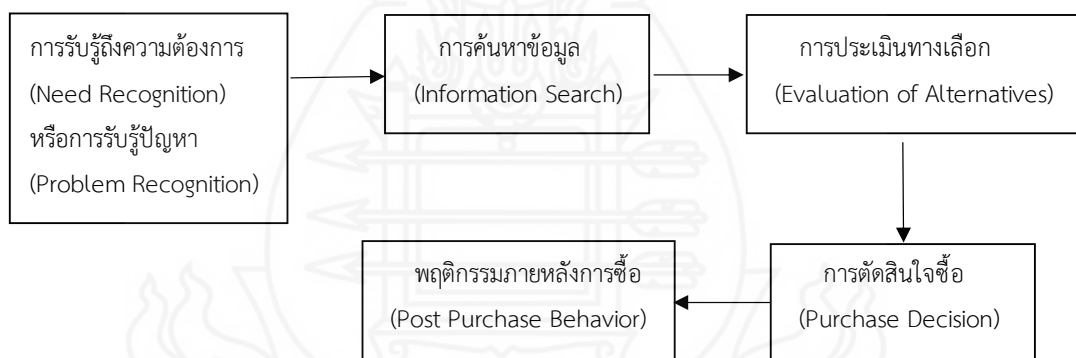 การรับรู้ถึงความต้องการ
(Need Recognition)
หรือการรับรู้ปัญหา
(Problem Recognition)
การค้นหาข้อมูล
(Information Search)
การประเมินทางเลือก
(Evaluation of Alternatives)
การตัดสินใจซื้อ
(Purchase Decision)
พฤติกรรมภายหลังการซื้อ
(Post Purchase Behavior)